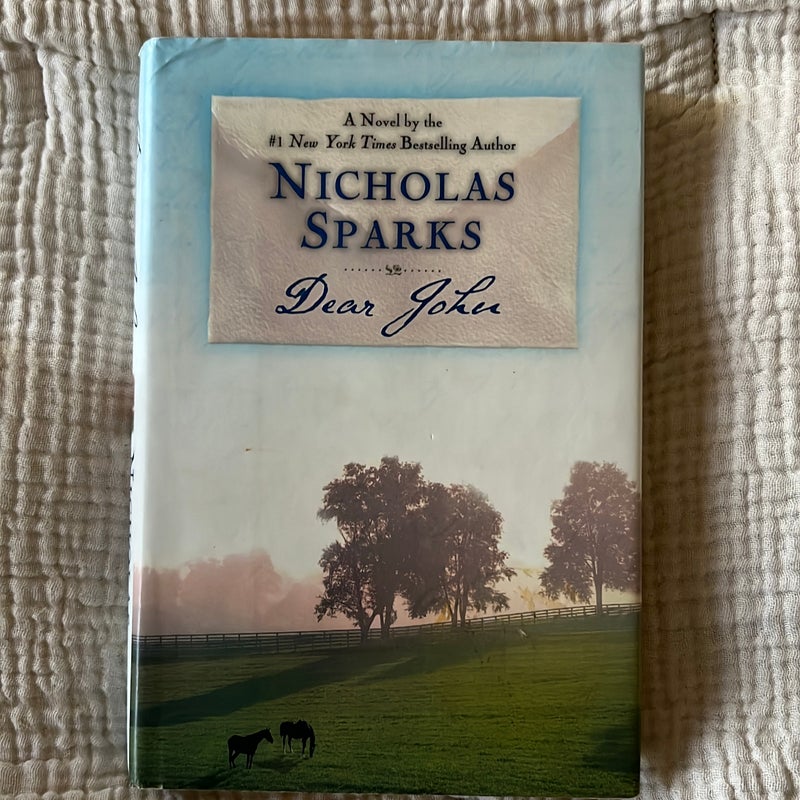 A Novel by the
#1 New York Times Bestselling Author
NICHOLAS
SPARKS
Dear John